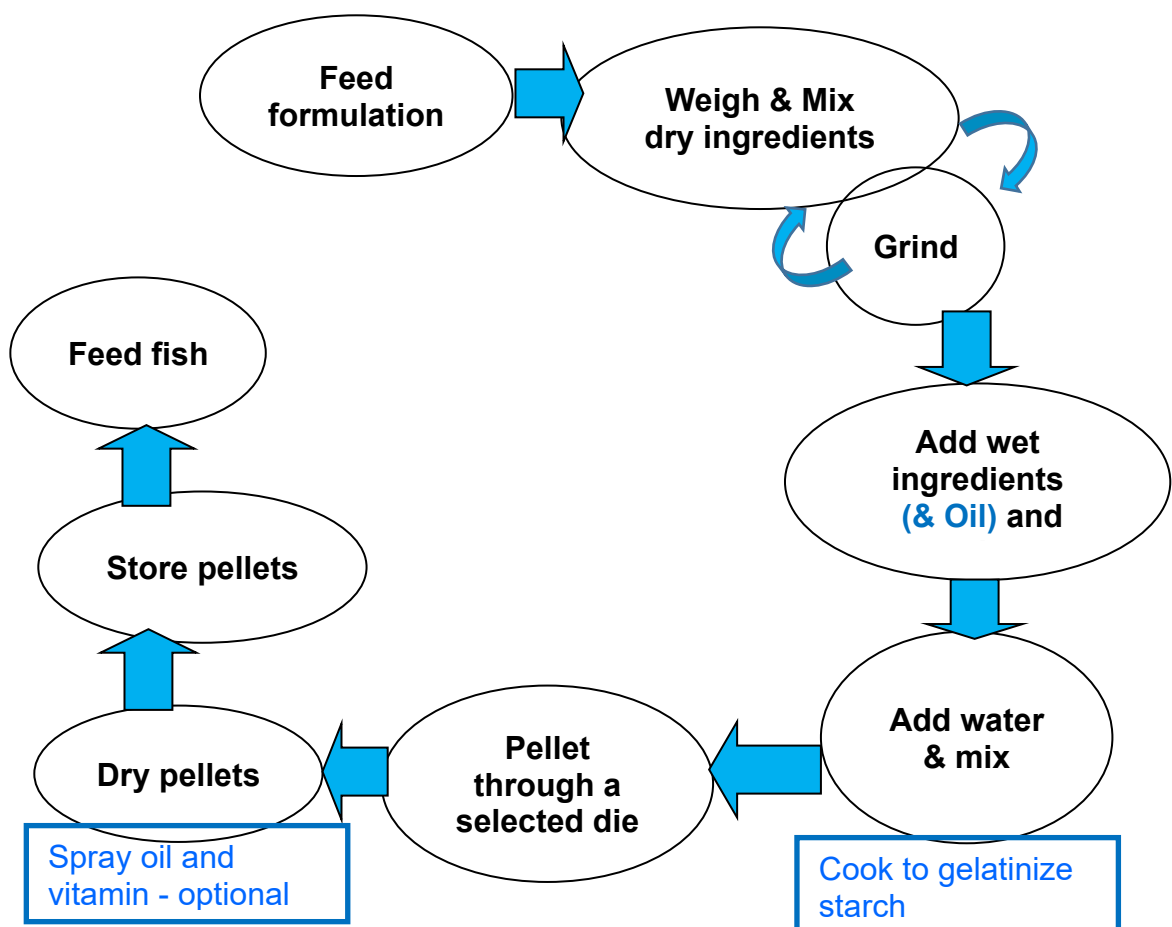 Feed
formulation
Weigh & Mix
dry ingredients
Grind
Add wet
ingredients
(& Oil) and
Add water
& mix
Cook to gelatinize
starch
Pellet
through a
selected die
Dry pellets
Spray oil and
vitamin - optional
Store pellets
Feed fish